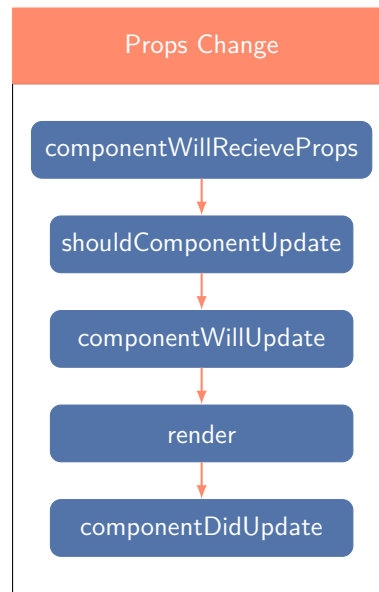 Props Change
componentWillRecieveProps
shouldComponentUpdate
componentWillUpdate
render
componentDidUpdate